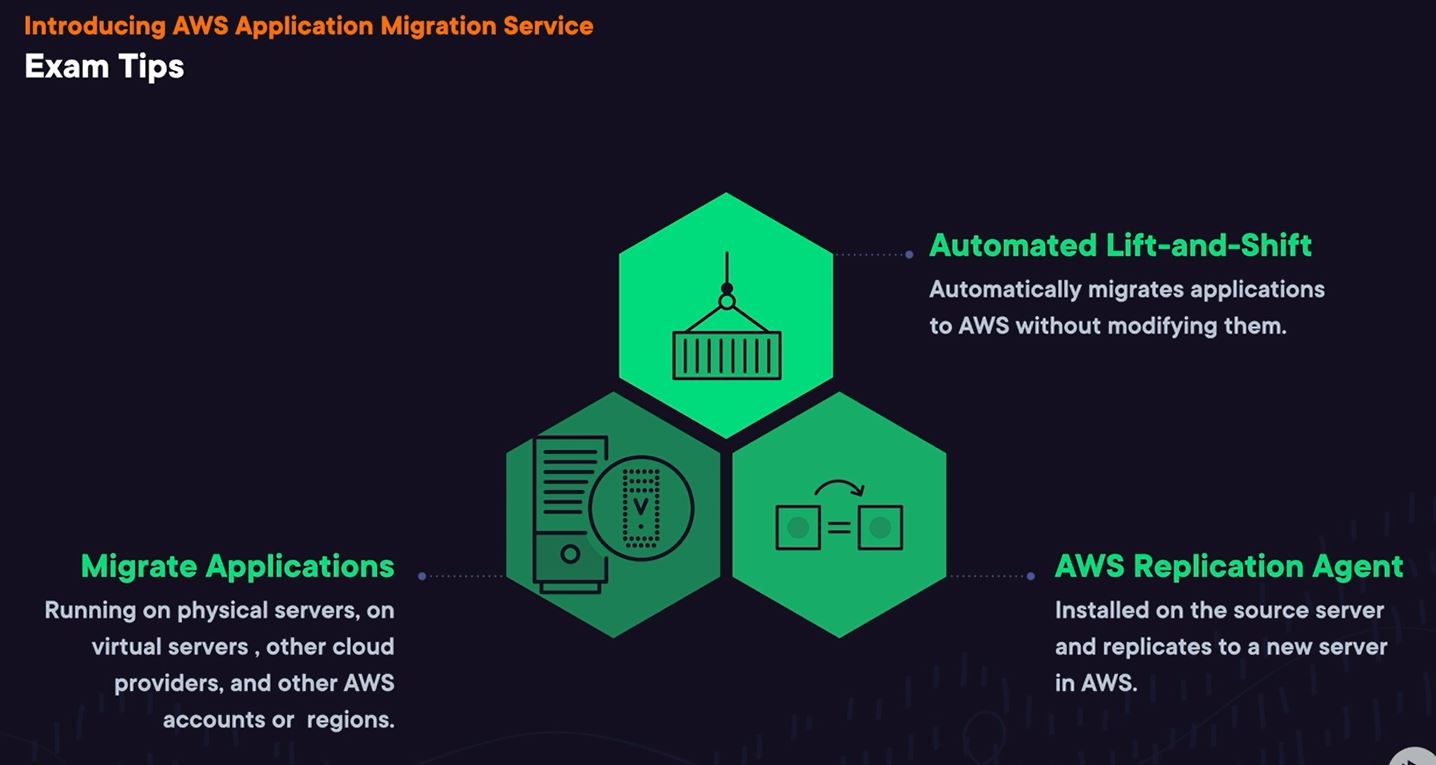 Introducing AWS Application Migration Service
Exam Tips
Automated Lift-and-Shift
Automatically migrates applications
to AWS without modifying them.
Migrate Applications
Running on physical servers, on
virtual servers , other cloud
providers, and other AWS
accounts or regions.
V
AWS Replication Agent
Installed on the source server
and replicates to a new server
in AWS.